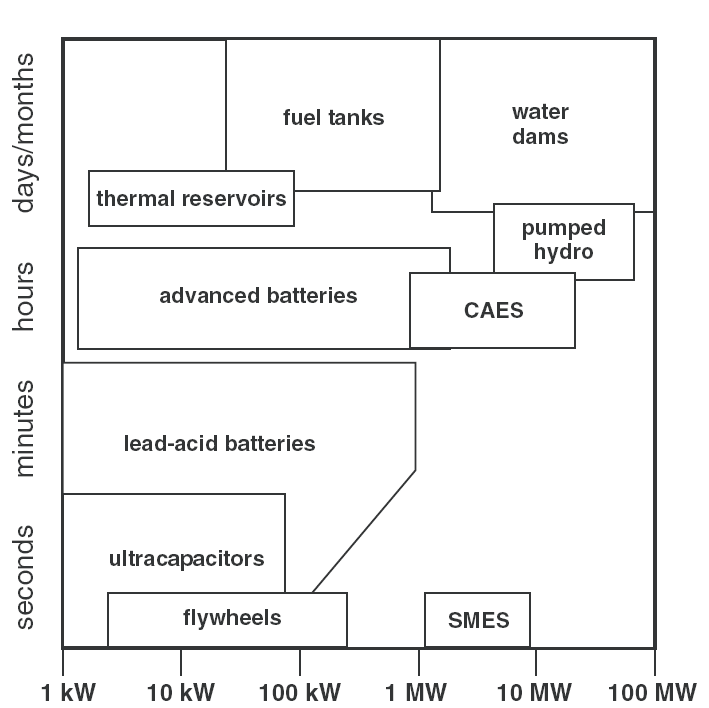 days/months
hours
minutes
seconds
fuel tanks
water
dams
thermal reservoirs
pumped
hydro
advanced batteries
CAES
lead-acid batteries
ultracapacitors
flywheels
SMES
1 kW
10 kW
100 kW
1 MW
10 MW
100 MW